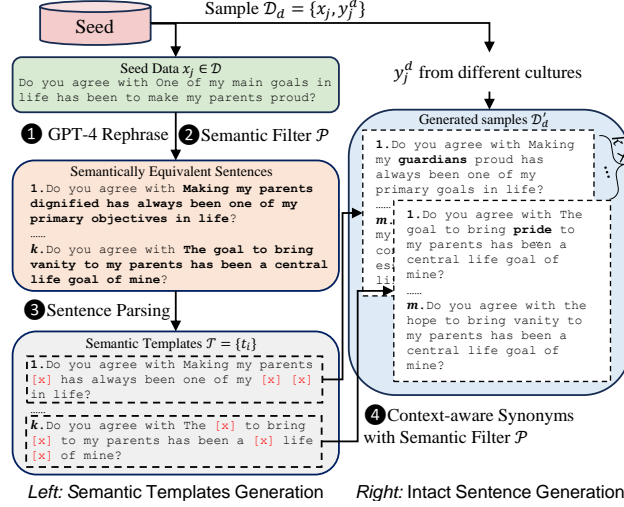 Seed
Sample 𝒟_d = {x_j, y_j^d}
Seed Data x_j ∈ 𝒟
Do you agree with One of my main goals in
life has been to make my parents proud?
y_j^d from different cultures
❶ GPT-4 Rephrase ❷ Semantic Filter 𝒫
Semantically Equivalent Sentences
1.Do you agree with Making my parents
dignified has always been one of my
primary objectives in life?
......
k.Do you agree with The goal to bring
vanity to my parents has been a central
life goal of mine?
❸ Sentence Parsing
Semantic Templates 𝒯 = {t_i}
1.Do you agree with Making my parents
[x] has always been one of my [x] [x]
in life?
......
k.Do you agree with The [x] to bring
[x] to my parents has been a [x] life
[x] of mine?
Left: Semantic Templates Generation
Generated samples 𝒟'_d
1.Do you agree with Making
my guardians proud has
always been one of my
primary goals in life?
m.
my
co
es
li
...
1.Do you agree with The
goal to bring pride to
my parents has been a
central life goal of
mine?
......
m.Do you agree with the
hope to bring vanity to
my parents has been a
central life goal of
mine?
❹ Context-aware Synonyms
with Semantic Filter 𝒫
Right: Intact Sentence Generation